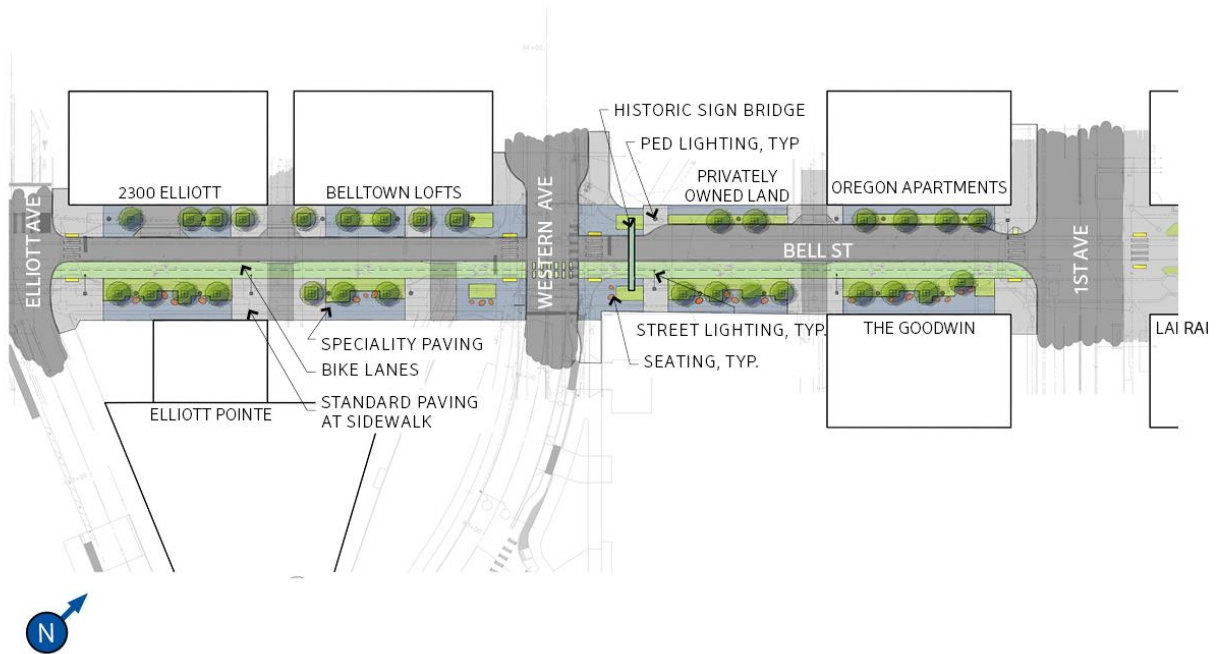 HISTORIC SIGN BRIDGE
PED LIGHTING, TYP
2300 ELLIOTT
BELLTOWN LOFTS
PRIVATELY
OWNED LAND
OREGON APARTMENTS
ELLIOTT AVE
WESTERN AVE
BELL ST
1ST AVE
SPECIALITY PAVING
BIKE LANES
STANDARD PAVING
AT SIDEWALK
ELLIOTT POINTE
STREET LIGHTING, TYP.
SEATING, TYP.
THE GOODWIN
LAI RAI
N